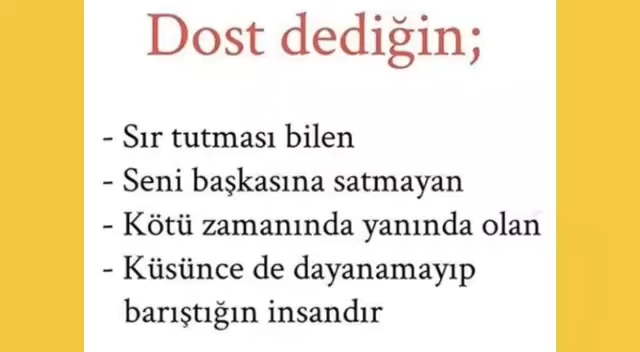 Dost dediğin;
- Sır tutması bilen
- Seni başkasına satmayan
- Kötü zamanında yanında olan
- Küsünce de dayanamayıp
barıştığın insandır